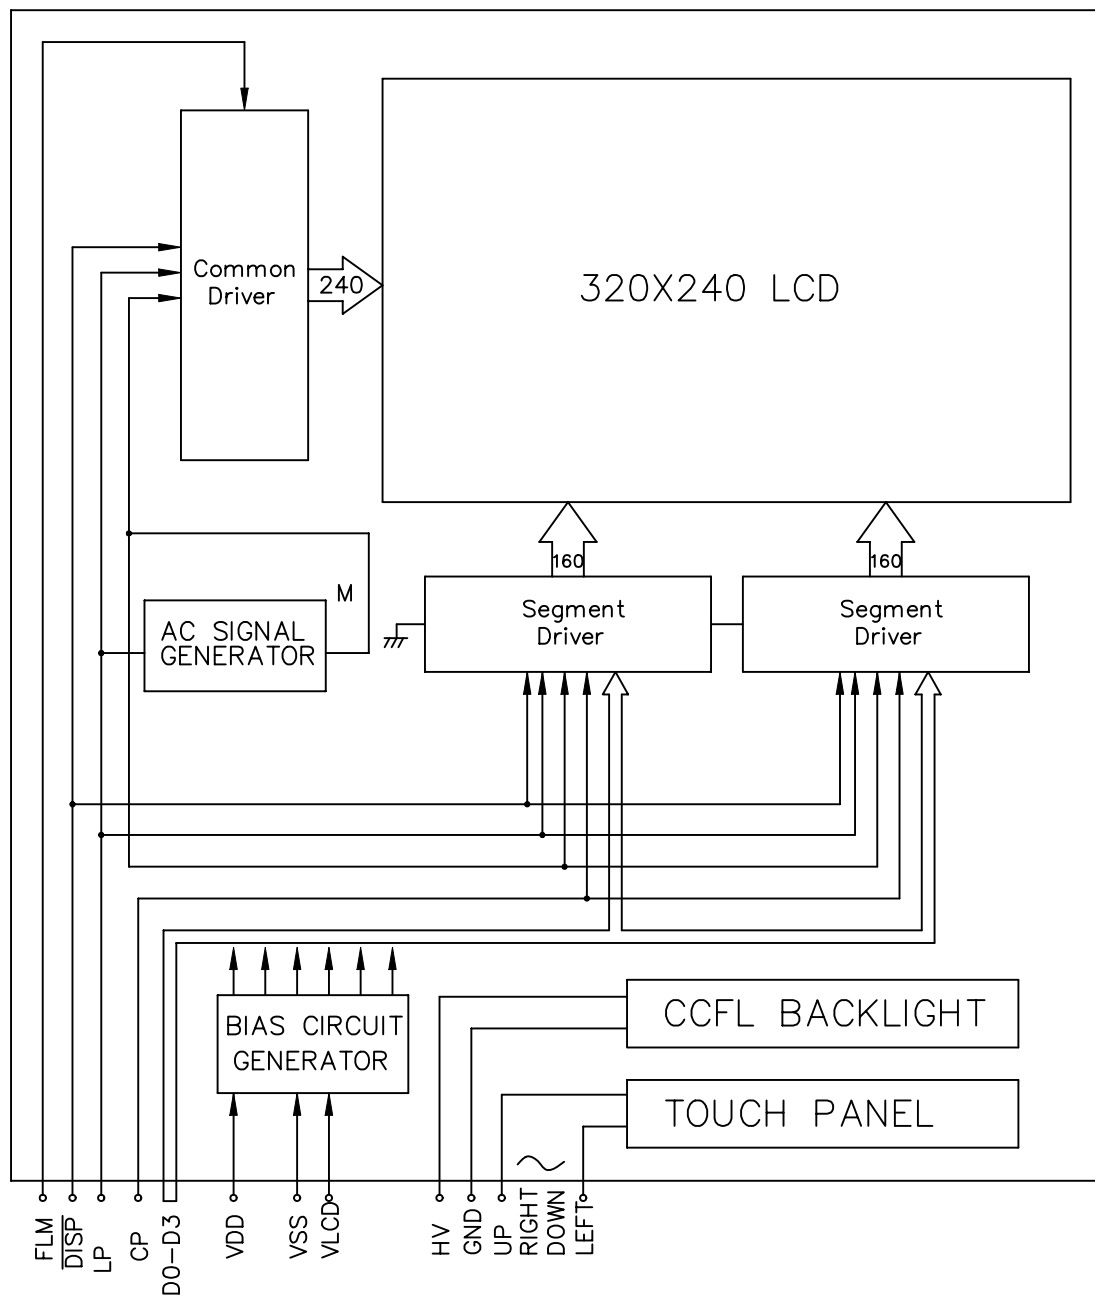 Common
Driver
240
320X240 LCD
160
160
Segment
Driver
Segment
Driver
M
AC SIGNAL
GENERATOR
BIAS CIRCUIT
GENERATOR
CCFL BACKLIGHT
TOUCH PANEL
FLM
DISP
LP
CP
D0-D3
VDD
VSS
VLCD
HV
GND
UP
RIGHT
DOWN
LEFT